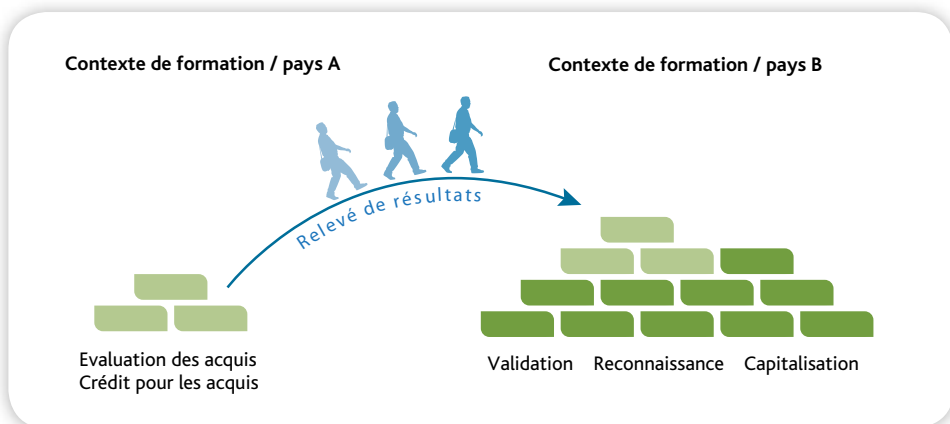 Contexte de formation / pays A
Contexte de formation / pays B
Relevé de résultats
Evaluation des acquis
Crédit pour les acquis
Validation Reconnaissance Capitalisation